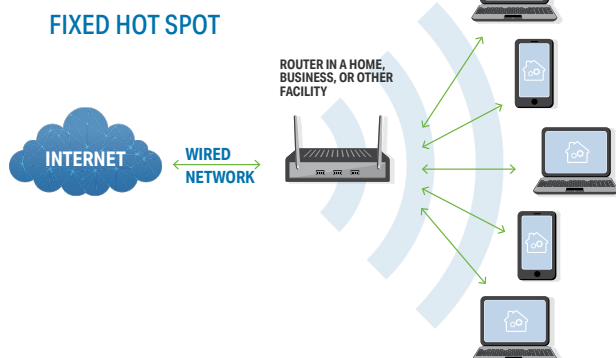 FIXED HOT SPOT
ROUTER IN A HOME,
BUSINESS, OR OTHER
FACILITY
INTERNET
WIRED
NETWORK